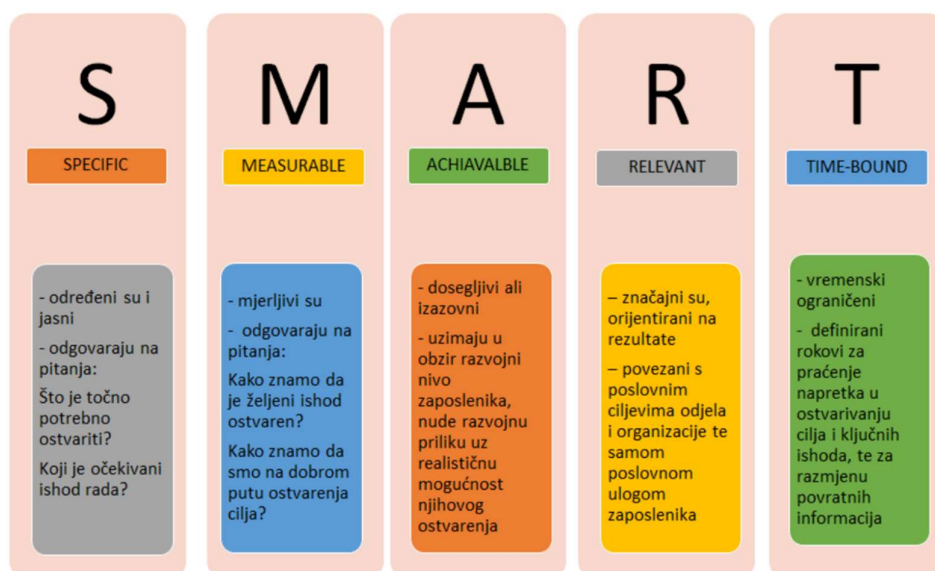 S
SPECIFIC
- određeni su i
jasni
- odgovaraju na
pitanja:
Što je točno
potrebno
ostvariti?
Koji je očekivani
ishod rada?
M
MEASURABLE
- mjerljivi su
- odgovaraju na
pitanja:
Kako znamo da
je željeni ishod
ostvaren?
Kako znamo da
smo na dobrom
putu ostvarenja
cilja?
A
ACHIAVALBLE
- dosegljivi ali
izazovni
- uzimaju u
obzir razvojni
nivo
zaposlenika,
nude razvojnu
priliku uz
realističnu
mogućnost
njihovog
ostvarenja
R
RELEVANT
– značajni su,
orijentirani na
rezultate
– povezani s
poslovnim
ciljevima odjela
i organizacije te
samom
poslovnom
ulogom
zaposlenika
T
TIME-BOUND
- vremenski
ograničeni
- definirani
rokovi za
praćenje
napretka u
ostvarivanju
cilja i ključnih
ishoda, te za
razmjenu
povratnih
informacija